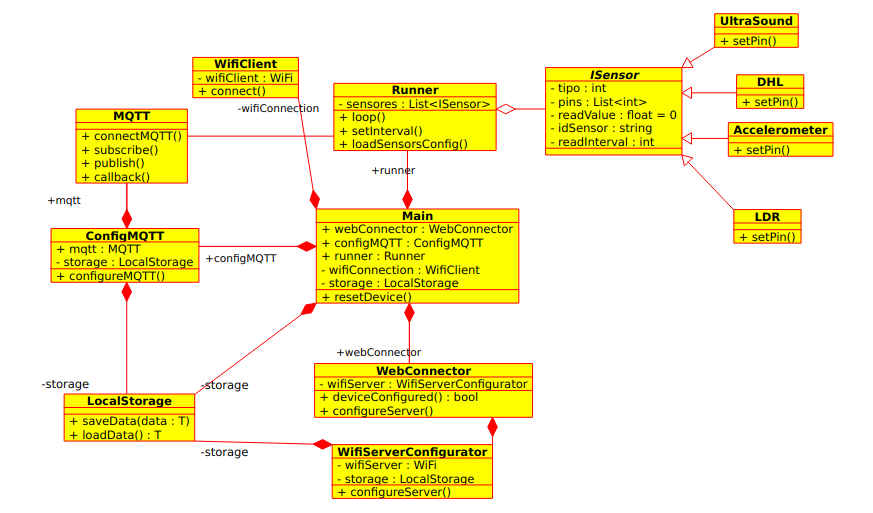 UltraSound
+ setPin()
WifiClient
- wifiClient : WiFi
+ connect()
-wifiConnection
Runner
- sensores : List<ISensor>
+ loop()
+ setInterval()
+ loadSensorsConfig()
ISensor
- tipo : int
- pins : List<int>
- readValue : float = 0
- idSensor : string
- readInterval : int
DHL
+ setPin()
Accelerometer
+ setPin()
MQTT
+ connectMQTT()
+ subscribe()
+ publish()
+ callback()
+runner
+mqtt
LDR
+ setPin()
Main
+ webConnector : WebConnector
+ configMQTT : ConfigMQTT
+ runner : Runner
- wifiConnection : WifiClient
- storage : LocalStorage
+ resetDevice()
ConfigMQTT
+ mqtt : MQTT
- storage : LocalStorage
+ configureMQTT()
+configMQTT
+webConnector
WebConnector
- wifiServer : WifiServerConfigurator
+ deviceConfigured() : bool
+ configureServer()
-storage
-storage
LocalStorage
+ saveData(data : T)
+ loadData() : T
-storage
WifiServerConfigurator
- wifiServer : WiFi
- storage : LocalStorage
+ configureServer()